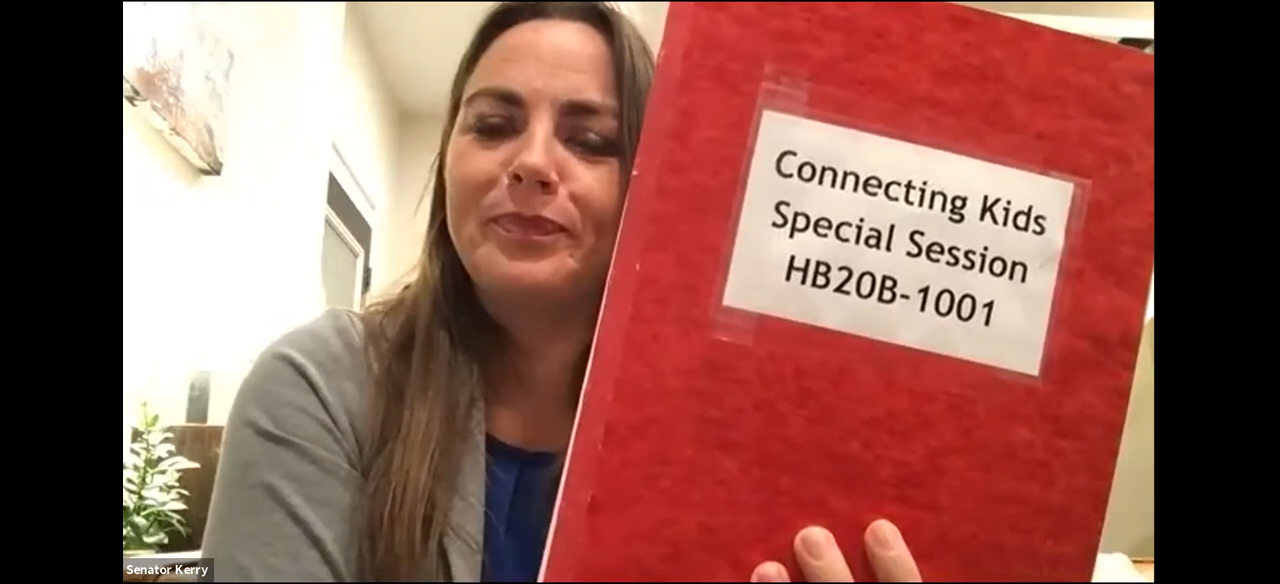 Connecting Kids
Special Session
HB20B-1001
Senator Kerry